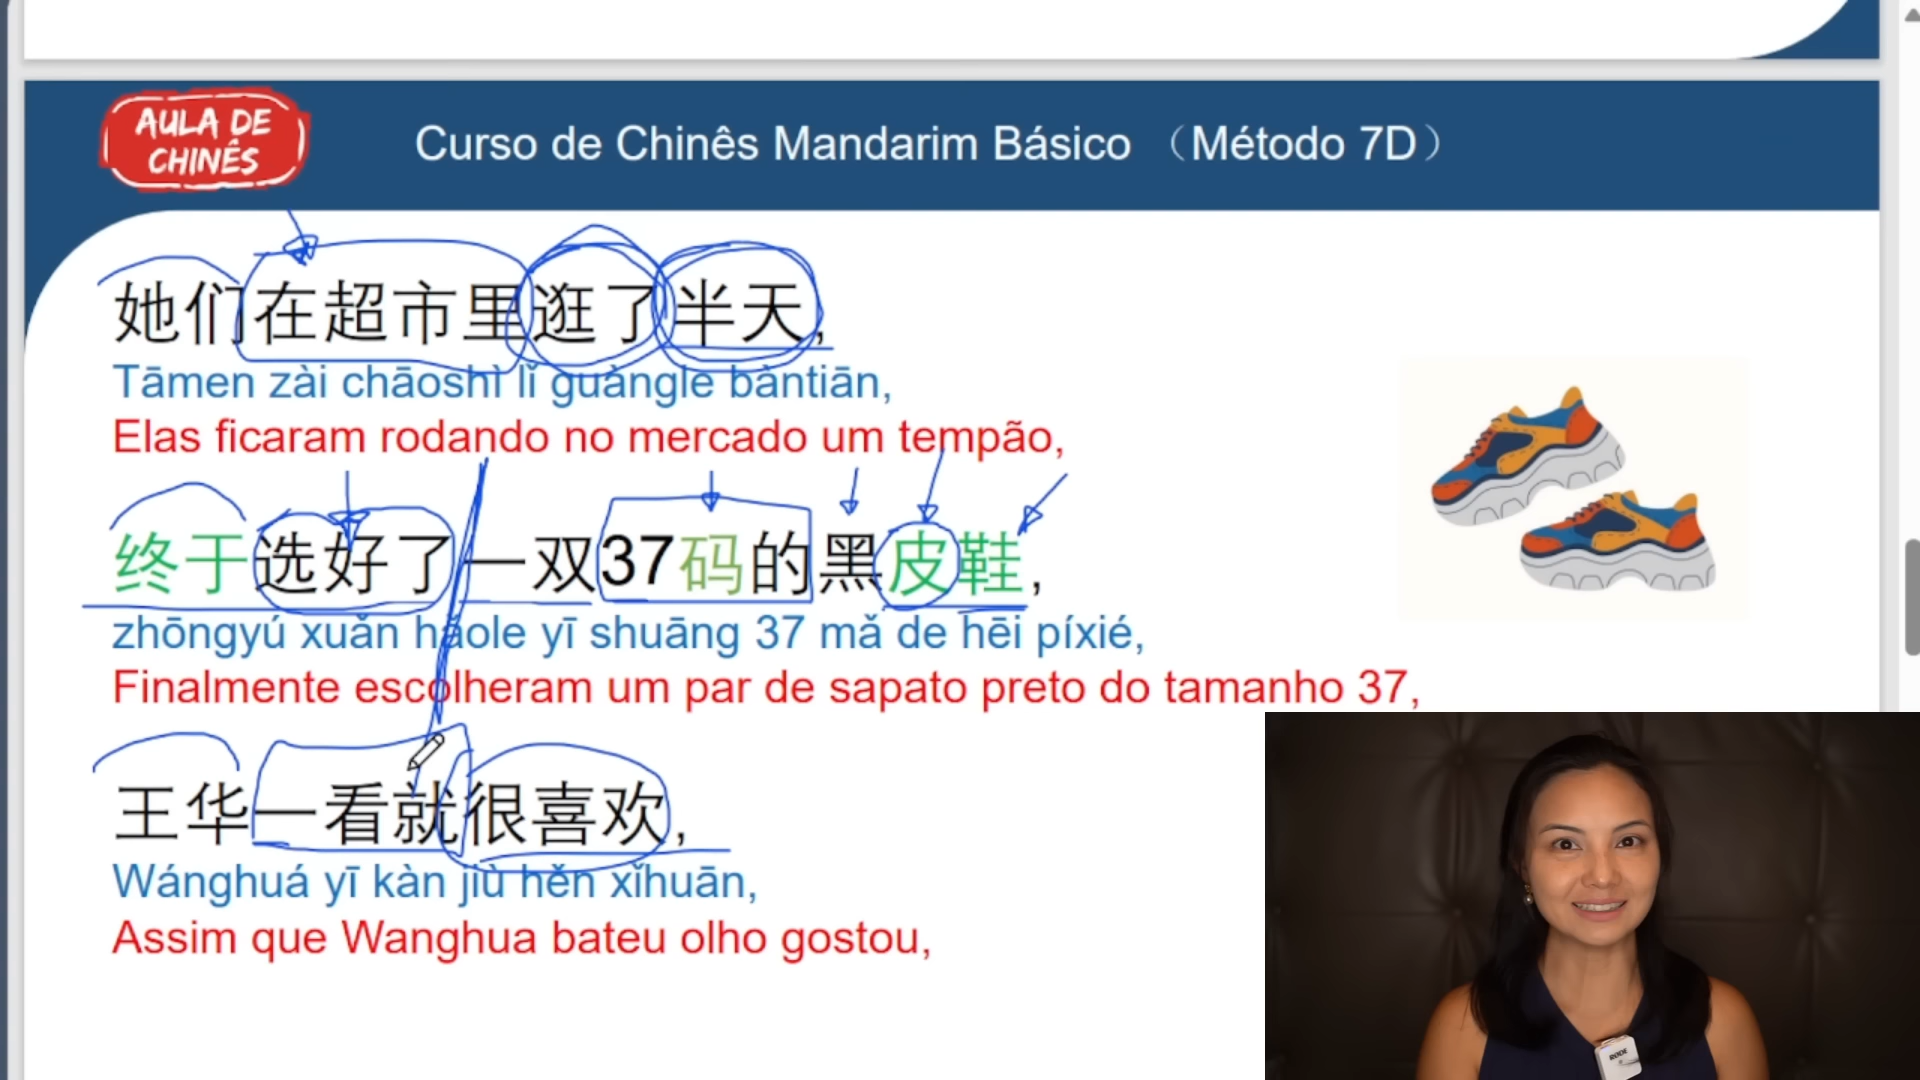 AULA DE
CHINÊS
Curso de Chinês Mandarim Básico （Método 7D）
她们在超市里逛了半天,
Tāmen zài chāoshì lǐ guàngle bàntiān,
Elas ficaram rodando no mercado um tempão,
终于选好了一双37码的黑皮鞋,
zhōngyú xuǎn hǎole yī shuāng 37 mǎ de hēi píxié,
Finalmente escolheram um par de sapato preto do tamanho 37,
王华一看就很喜欢,
Wánghuá yī kàn jiù hěn xǐhuān,
Assim que Wanghua bateu olho gostou,
RODE